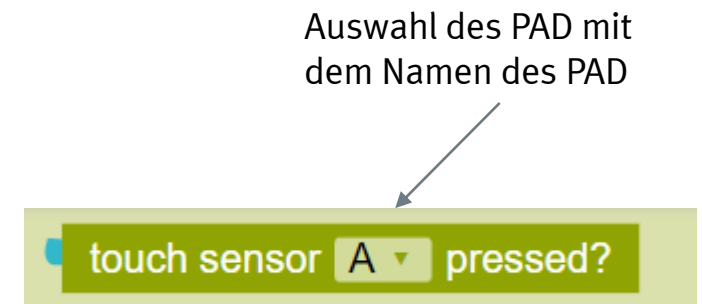 Auswahl des PAD mit
dem Namen des PAD
touch sensor A pressed?